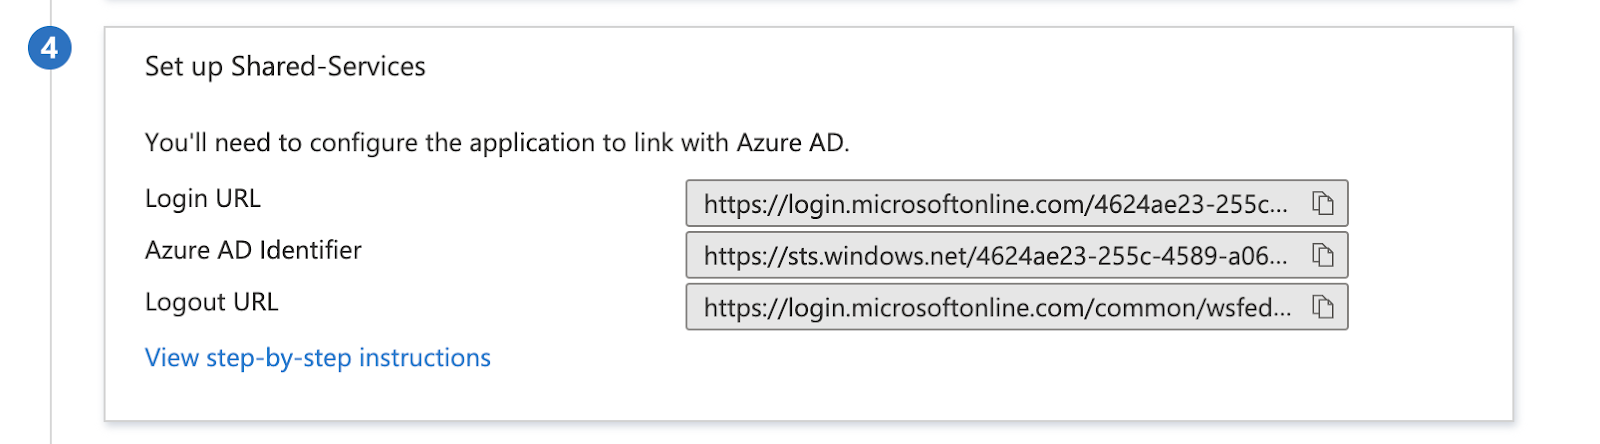 4
Set up Shared-Services
You'll need to configure the application to link with Azure AD.
Login URL https://login.microsoftonline.com/4624ae23-255c...
Azure AD Identifier https://sts.windows.net/4624ae23-255c-4589-a06...
Logout URL https://login.microsoftonline.com/common/wsfed...
View step-by-step instructions